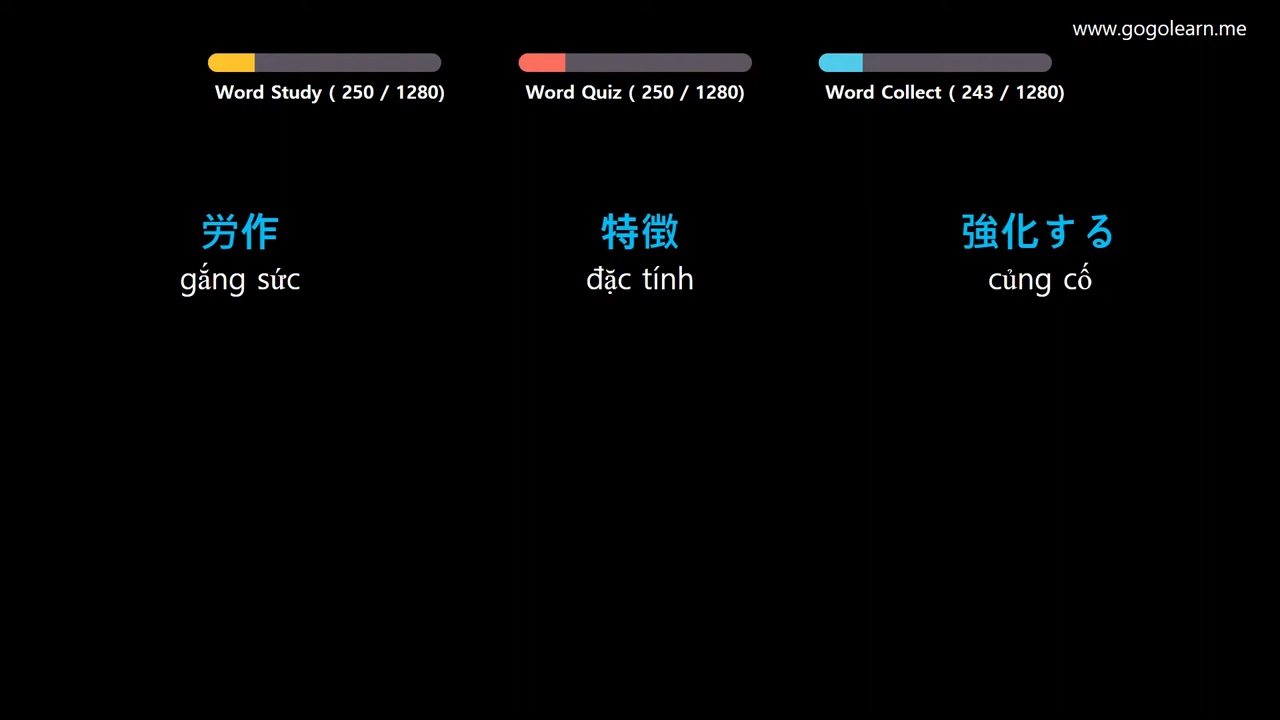 www.gogolearn.me
Word Study ( 250 / 1280)
Word Quiz ( 250 / 1280)
Word Collect ( 243 / 1280)
労作
gắng sức
特徴
đặc tính
強化する
củng cố